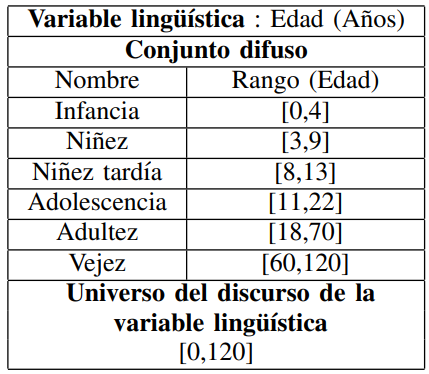 Variable lingüística : Edad (Años)
Conjunto difuso
Nombre Rango (Edad)
Infancia [0,4]
Niñez [3,9]
Niñez tardía [8,13]
Adolescencia [11,22]
Adultez [18,70]
Vejez [60,120]
Universo del discurso de la
variable lingüística
[0,120]